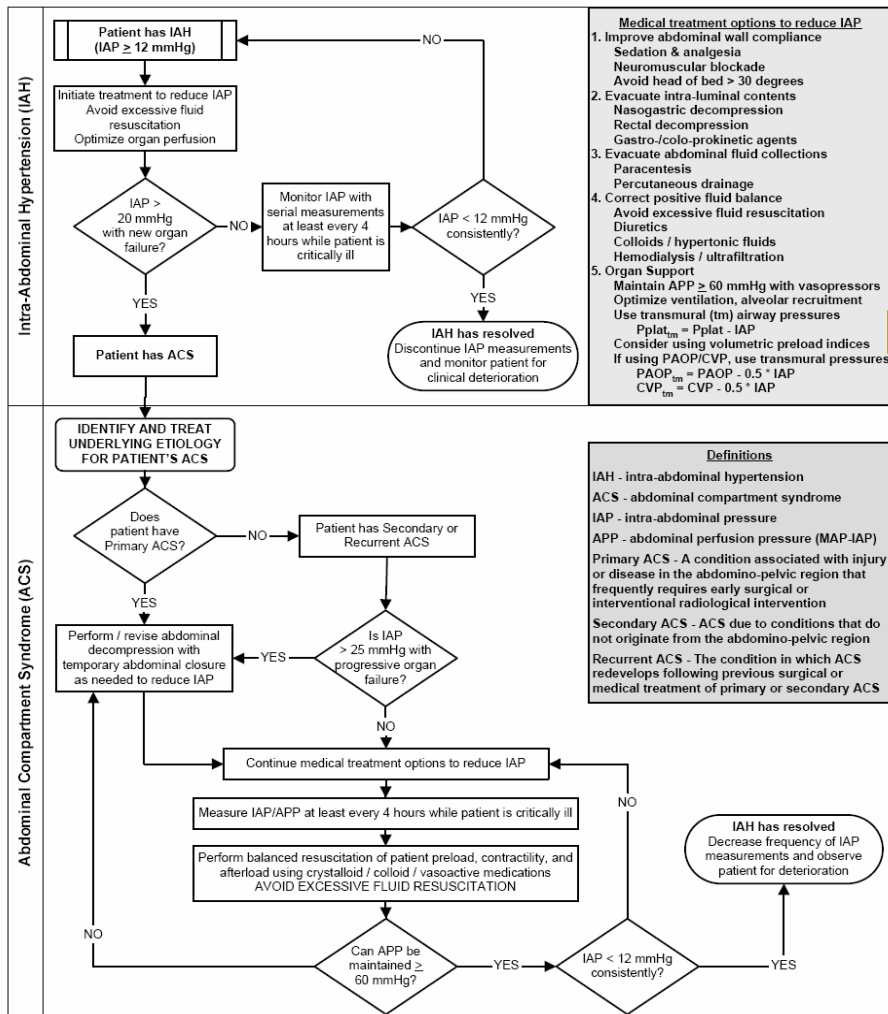 Intra-Abdominal Hypertension (IAH)
Patient has IAH
(IAP ≥ 12 mmHg)
NO
Initiate treatment to reduce IAP
Avoid excessive fluid
resuscitation
Optimize organ perfusion
IAP >
20 mmHg
with new organ
failure?
NO
Monitor IAP with
serial measurements
at least every 4
hours while patient is
critically ill
IAP < 12 mmHg
consistently?
YES
YES
Patient has ACS
IAH has resolved
Discontinue IAP measurements
and monitor patient for
clinical deterioration
Medical treatment options to reduce IAP
1. Improve abdominal wall compliance
Sedation & analgesia
Neuromuscular blockade
Avoid head of bed > 30 degrees
2. Evacuate intra-luminal contents
Nasogastric decompression
Rectal decompression
Gastro-/colo-prokinetic agents
3. Evacuate abdominal fluid collections
Paracentesis
Percutaneous drainage
4. Correct positive fluid balance
Avoid excessive fluid resuscitation
Diuretics
Colloids / hypertonic fluids
Hemodialysis / ultrafiltration
5. Organ Support
Maintain APP ≥ 60 mmHg with vasopressors
Optimize ventilation, alveolar recruitment
Use transmural (tm) airway pressures
Pplat tm = Pplat - IAP
Consider using volumetric preload indices
If using PAOP/CVP, use transmural pressures
PAOP tm = PAOP - 0.5 * IAP
CVP tm = CVP - 0.5 * IAP
Abdominal Compartment Syndrome (ACS)
IDENTIFY AND TREAT
UNDERLYING ETIOLOGY
FOR PATIENT'S ACS
Does
patient have
Primary ACS?
NO
Patient has Secondary or
Recurrent ACS
YES
Perform / revise abdominal
decompression with
temporary abdominal closure
as needed to reduce IAP
YES
Is IAP
> 25 mmHg with
progressive organ
failure?
NO
Continue medical treatment options to reduce IAP
Measure IAP/APP at least every 4 hours while patient is critically ill
Perform balanced resuscitation of patient preload, contractility, and
afterload using crystalloid / colloid / vasoactive medications
AVOID EXCESSIVE FLUID RESUSCITATION
NO
Can APP be
maintained ≥
60 mmHg?
YES
IAP < 12 mmHg
consistently?
NO
YES
IAH has resolved
Decrease frequency of IAP
measurements and observe
patient for deterioration
Definitions
IAH - intra-abdominal hypertension
ACS - abdominal compartment syndrome
IAP - intra-abdominal pressure
APP - abdominal perfusion pressure (MAP-IAP)
Primary ACS - A condition associated with injury
or disease in the abdomino-pelvic region that
frequently requires early surgical or
interventional radiological intervention
Secondary ACS - ACS due to conditions that do
not originate from the abdomino-pelvic region
Recurrent ACS - The condition in which ACS
redevelops following previous surgical or
medical treatment of primary or secondary ACS